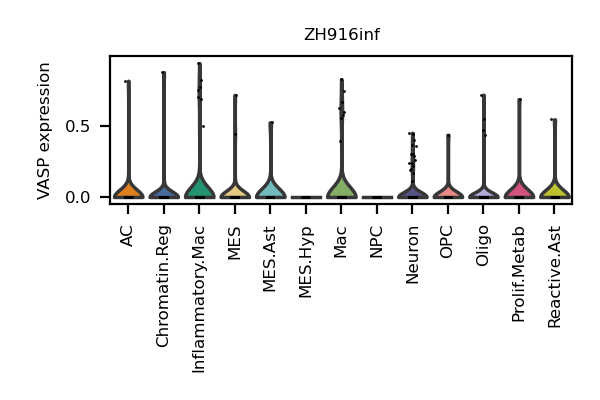 ZH916inf
VASP expression
0.5
0.0
AC
Chromatin.Reg
Inflammatory.Mac
MES
MES.Ast
MES.Hyp
Mac
NPC
Neuron
OPC
Oligo
Prolif.Metab
Reactive.Ast